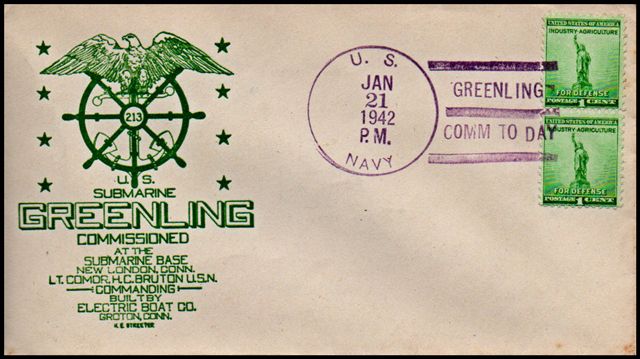 213
U.S.
SUBMARINE
GREENLING
COMMISSIONED
AT THE
SUBMARINE BASE
NEW LONDON, CONN.
LT. COMDR. H.C. BRUTON U.S.N.
COMMANDING
BUILT BY
ELECTRIC BOAT CO.
GROTON, CONN.
K.E. STREETER
U. S.
JAN
21
1942
P.M.
NAVY
GREENLING
COMM TO DAY
UNITED STATES OF AMERICA
INDUSTRY-AGRICULTURE
FOR DEFENSE
POSTAGE 1 CENT
UNITED STATES OF AMERICA
INDUSTRY-AGRICULTURE
FOR DEFENSE
POSTAGE 1 CENT